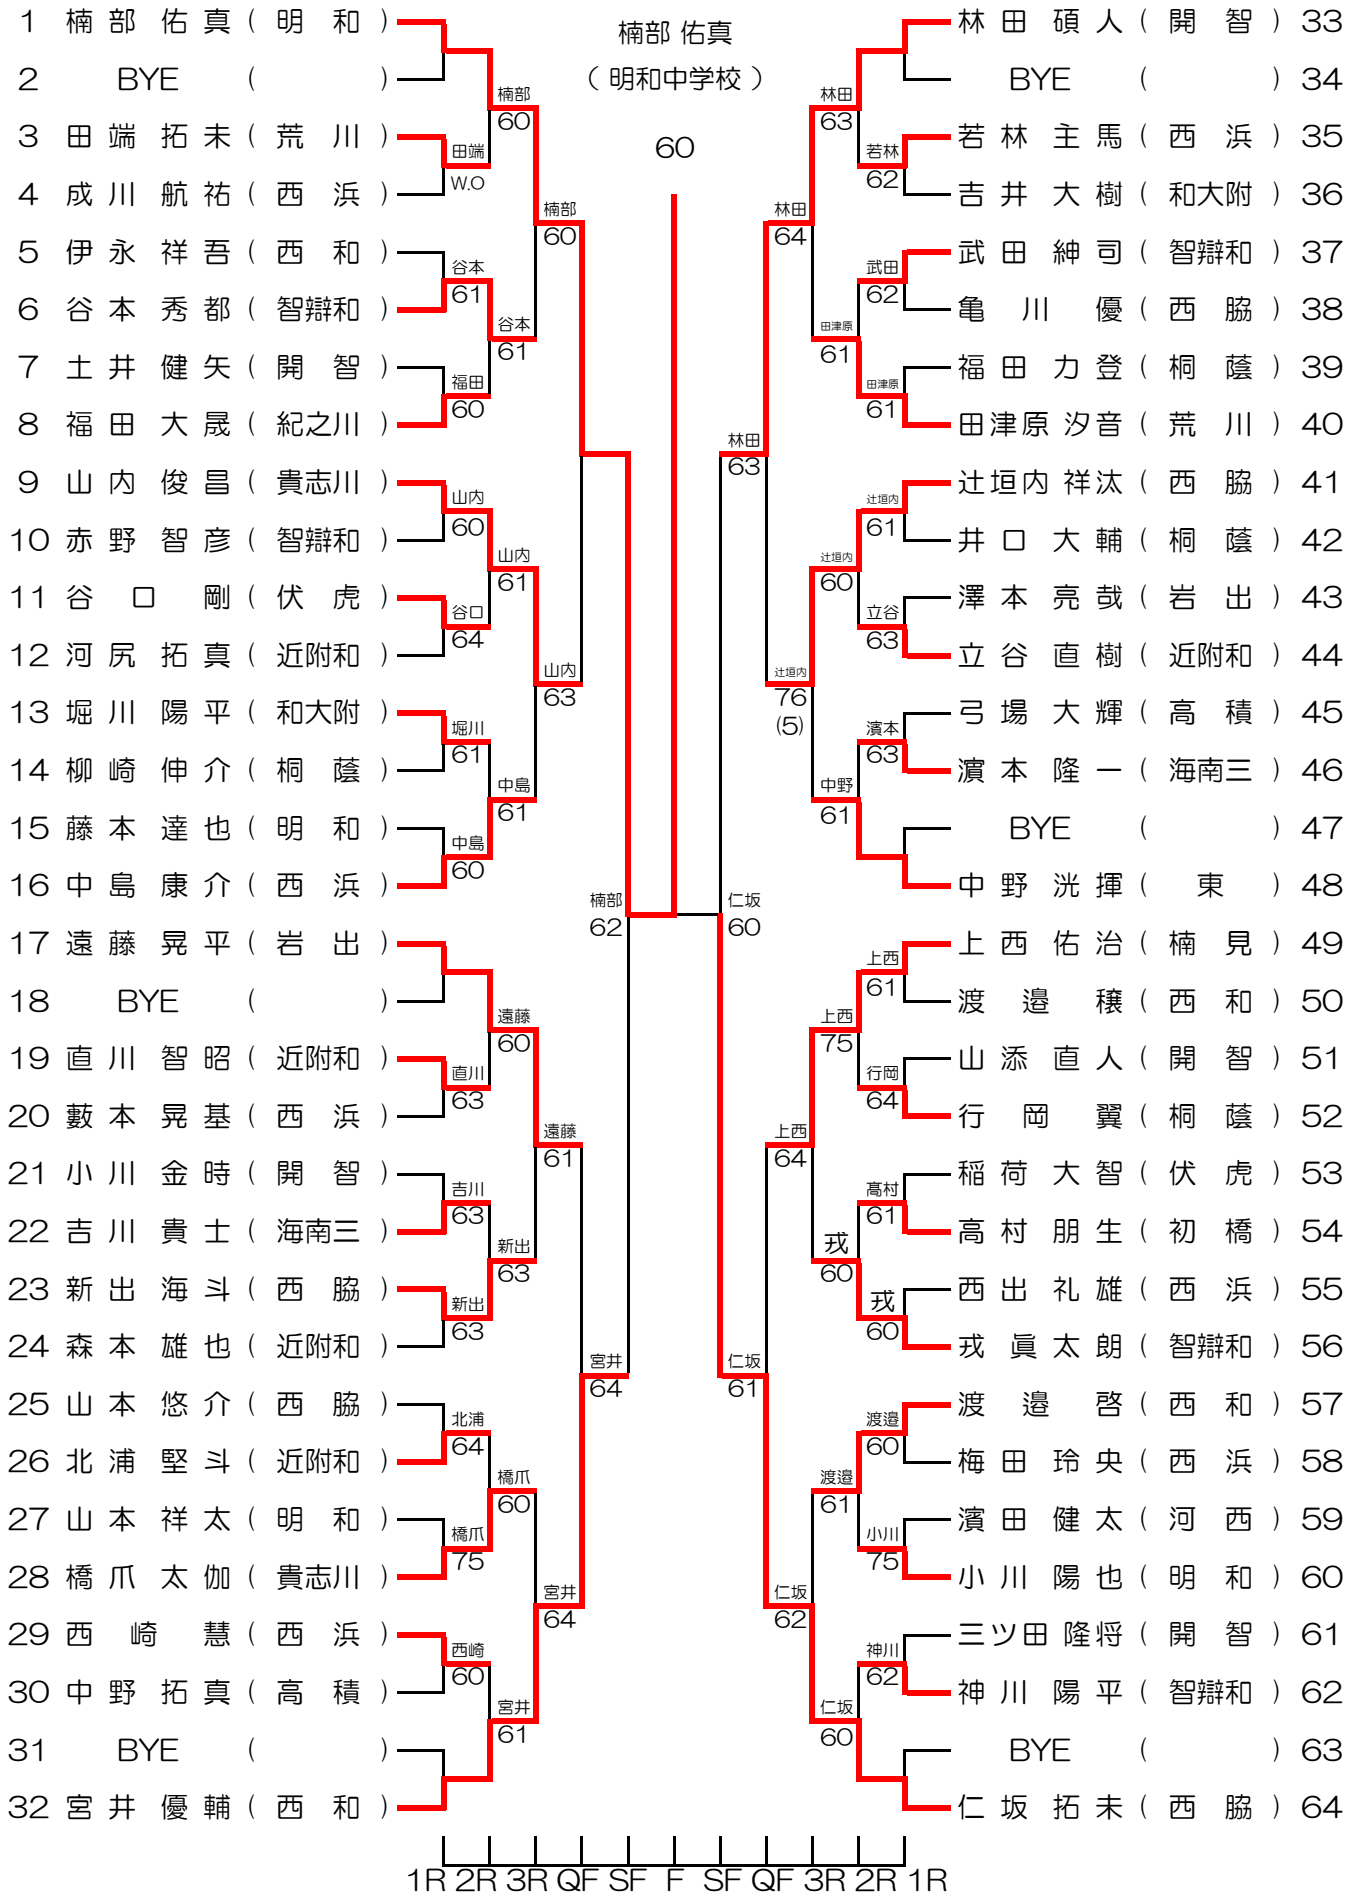 楠部 佑真
（ 明和中学校 ）
60
1 楠部佑真（明和）
2 BYE （ ）
3 田端拓未（荒川）
4 成川航祐（西浜）
5 伊永祥吾（西和）
6 谷本秀都（智辯和）
7 土井健矢（開智）
8 福田大晟（紀之川）
9 山内俊昌（貴志川）
10 赤野智彦（智辯和）
11 谷口剛（伏虎）
12 河尻拓真（近附和）
13 堀川陽平（和大附）
14 柳崎伸介（桐蔭）
15 藤本達也（明和）
16 中島康介（西浜）
17 遠藤晃平（岩出）
18 BYE （ ）
19 直川智昭（近附和）
20 藪本晃基（西浜）
21 小川金時（開智）
22 吉川貴士（海南三）
23 新出海斗（西脇）
24 森本雄也（近附和）
25 山本悠介（西脇）
26 北浦堅斗（近附和）
27 山本祥太（明和）
28 橋爪太伽（貴志川）
29 西崎慧（西浜）
30 中野拓真（高積）
31 BYE （ ）
32 宮井優輔（西和）
田端
W.O
谷本
61
福田
60
山内
60
谷口
64
堀川
61
中島
60
直川
63
吉川
63
新出
63
北浦
64
橋爪
75
西崎
60
楠部
60
谷本
61
山内
61
中島
61
遠藤
60
新出
63
橋爪
60
宮井
61
楠部
60
山内
63
遠藤
61
宮井
64
宮井
64
楠部
62
林田
63
仁坂
60
仁坂
61
林田
64
辻垣内
76
(5)
上西
64
仁坂
62
林田
63
田津原
61
辻垣内
60
中野
61
上西
75
戎
60
渡邉
61
仁坂
60
若林
62
武田
62
田津原
61
辻垣内
61
立谷
63
濱本
63
上西
61
行岡
64
髙村
61
戎
60
渡邉
60
小川
75
神川
62
林田碩人（開智）33
BYE （ ）34
若林主馬（西浜）35
吉井大樹（和大附）36
武田紳司（智辯和）37
亀川優（西脇）38
福田力登（桐蔭）39
田津原汐音（荒川）40
辻垣内祥汰（西脇）41
井口大輔（桐蔭）42
澤本亮哉（岩出）43
立谷直樹（近附和）44
弓場大輝（高積）45
濱本隆一（海南三）46
BYE （ ）47
中野洸揮（東）48
上西佑治（楠見）49
渡邉穣（西和）50
山添直人（開智）51
行岡翼（桐蔭）52
稲荷大智（伏虎）53
高村朋生（初橋）54
西出礼雄（西浜）55
戎眞太朗（智辯和）56
渡邉啓（西和）57
梅田玲央（西浜）58
濱田健太（河西）59
小川陽也（明和）60
三ツ田隆将（開智）61
神川陽平（智辯和）62
BYE （ ）63
仁坂拓未（西脇）64
1R 2R 3R QF SF F SF QF 3R 2R 1R